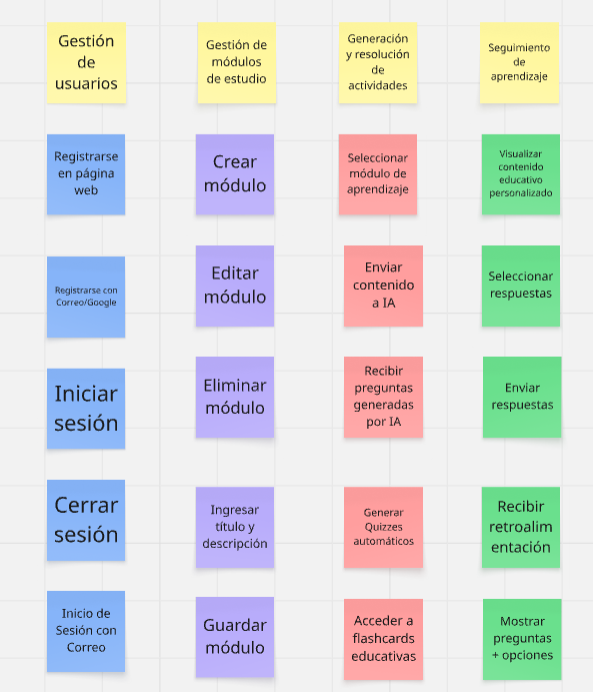 Gestión
de
usuarios
Gestión de
módulos
de estudio
Generación
y resolución
de
actividades
Seguimiento
de
aprendizaje
Registrarse
en página
web
Crear
módulo
Seleccionar
módulo de
aprendizaje
Visualizar
contenido
educativo
personalizado
Registrarse con
Correo/Google
Editar
módulo
Enviar
contenido
a IA
Seleccionar
respuestas
Iniciar
sesión
Eliminar
módulo
Recibir
preguntas
generadas
por IA
Enviar
respuestas
Cerrar
sesión
Ingresar
título y
descripción
Generar
Quizzes
automáticos
Recibir
retroalim
entación
Inicio de
Sesión con
Correo
Guardar
módulo
Acceder a
flashcards
educativas
Mostrar
preguntas
+ opciones